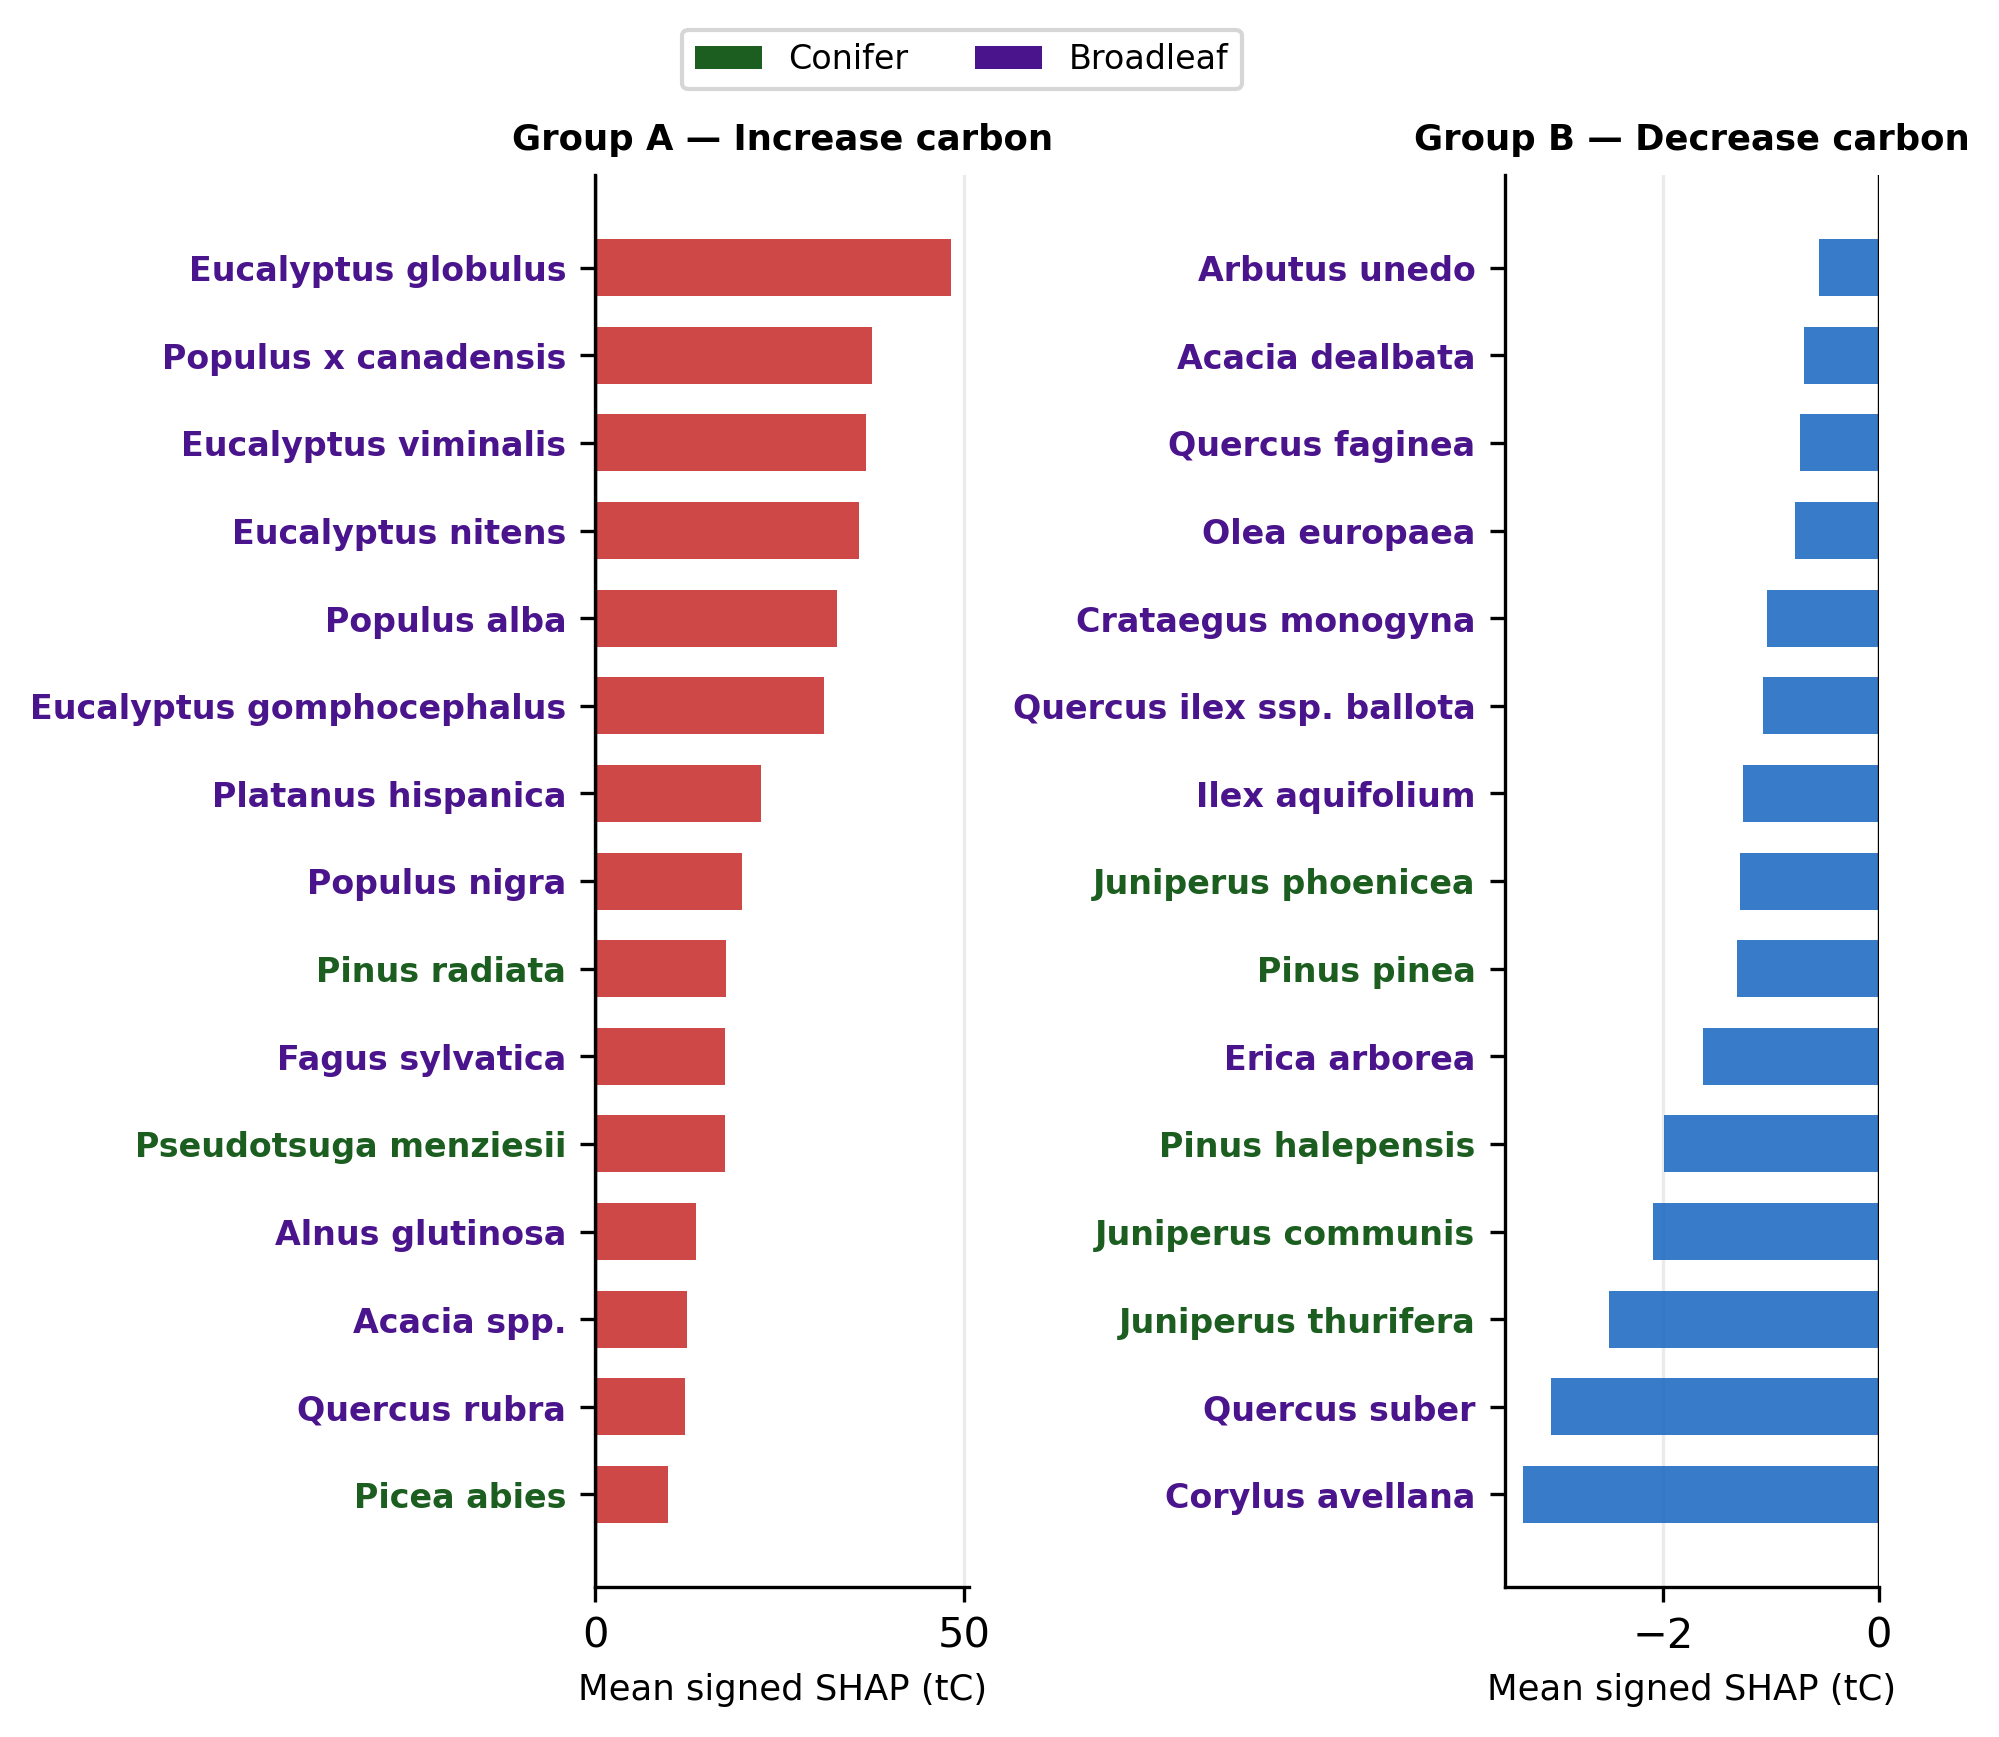 Conifer
Broadleaf
Group A — Increase carbon
Eucalyptus globulus
Populus x canadensis
Eucalyptus viminalis
Eucalyptus nitens
Populus alba
Eucalyptus gomphocephalus
Platanus hispanica
Populus nigra
Pinus radiata
Fagus sylvatica
Pseudotsuga menziesii
Alnus glutinosa
Acacia spp.
Quercus rubra
Picea abies
0
50
Mean signed SHAP (tC)
Group B — Decrease carbon
Arbutus unedo
Acacia dealbata
Quercus faginea
Olea europaea
Crataegus monogyna
Quercus ilex ssp. ballota
Ilex aquifolium
Juniperus phoenicea
Pinus pinea
Erica arborea
Pinus halepensis
Juniperus communis
Juniperus thurifera
Quercus suber
Corylus avellana
−2
0
Mean signed SHAP (tC)